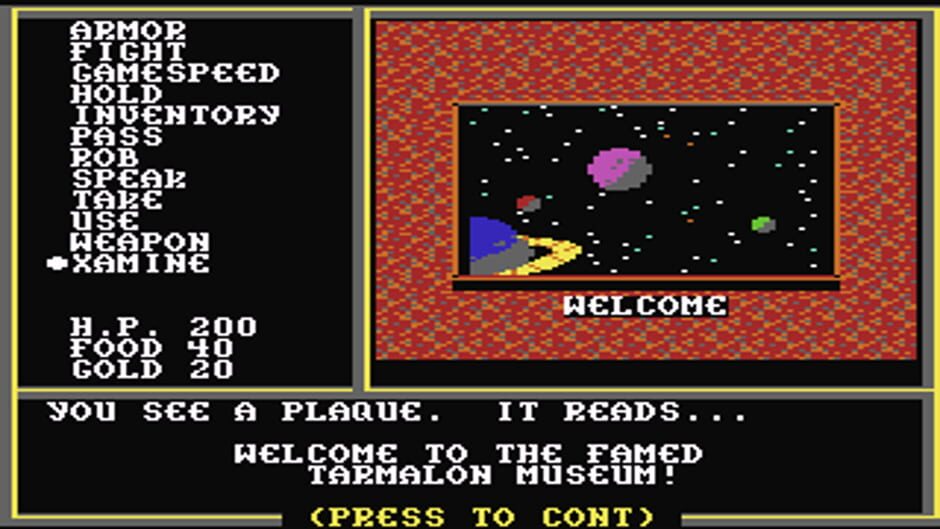 ARMOR
FIGHT
GAMESPEED
HOLD
INVENTORY
PASS
ROB
SPEAK
TAKE
USE
WEAPON
XAMINE
H.P. 200
FOOD 40
GOLD 20
WELCOME
YOU SEE A PLAQUE. IT READS...
WELCOME TO THE FAMED
TARMALON MUSEUM!
(PRESS TO CONT)